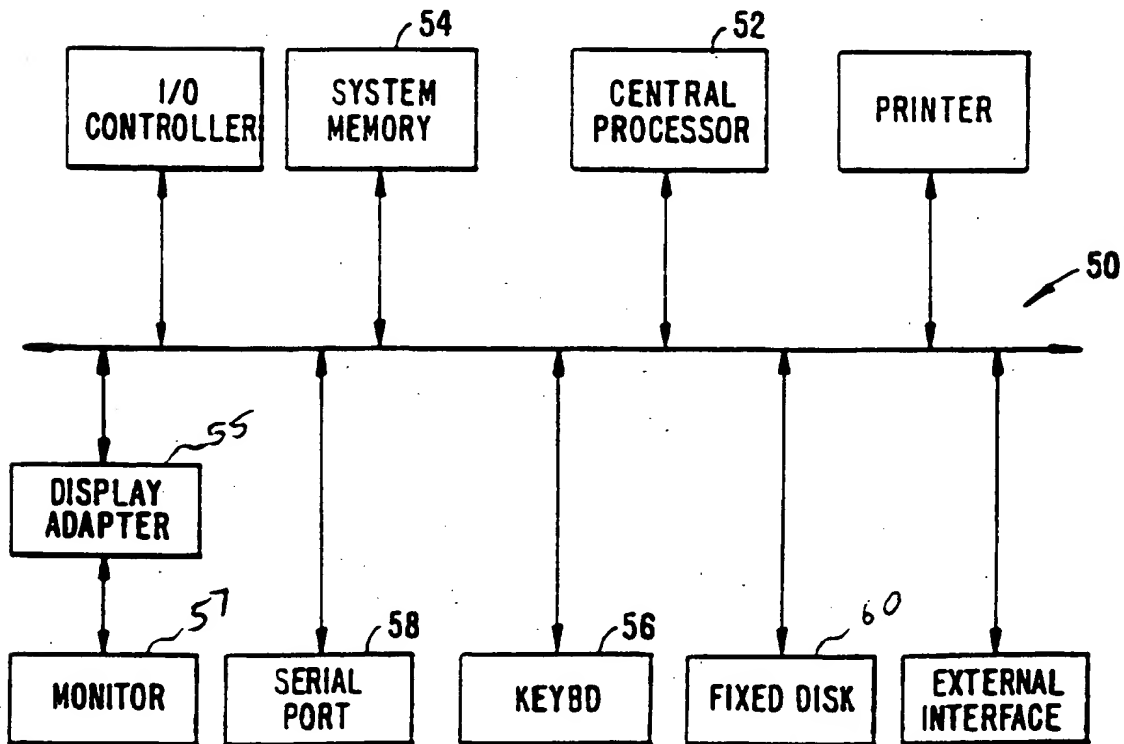 54
52
I/O
CONTROLLER
SYSTEM
MEMORY
CENTRAL
PROCESSOR
PRINTER
50
55
DISPLAY
ADAPTER
57
58
56
60
MONITOR
SERIAL
PORT
KEYBD
FIXED DISK
EXTERNAL
INTERFACE